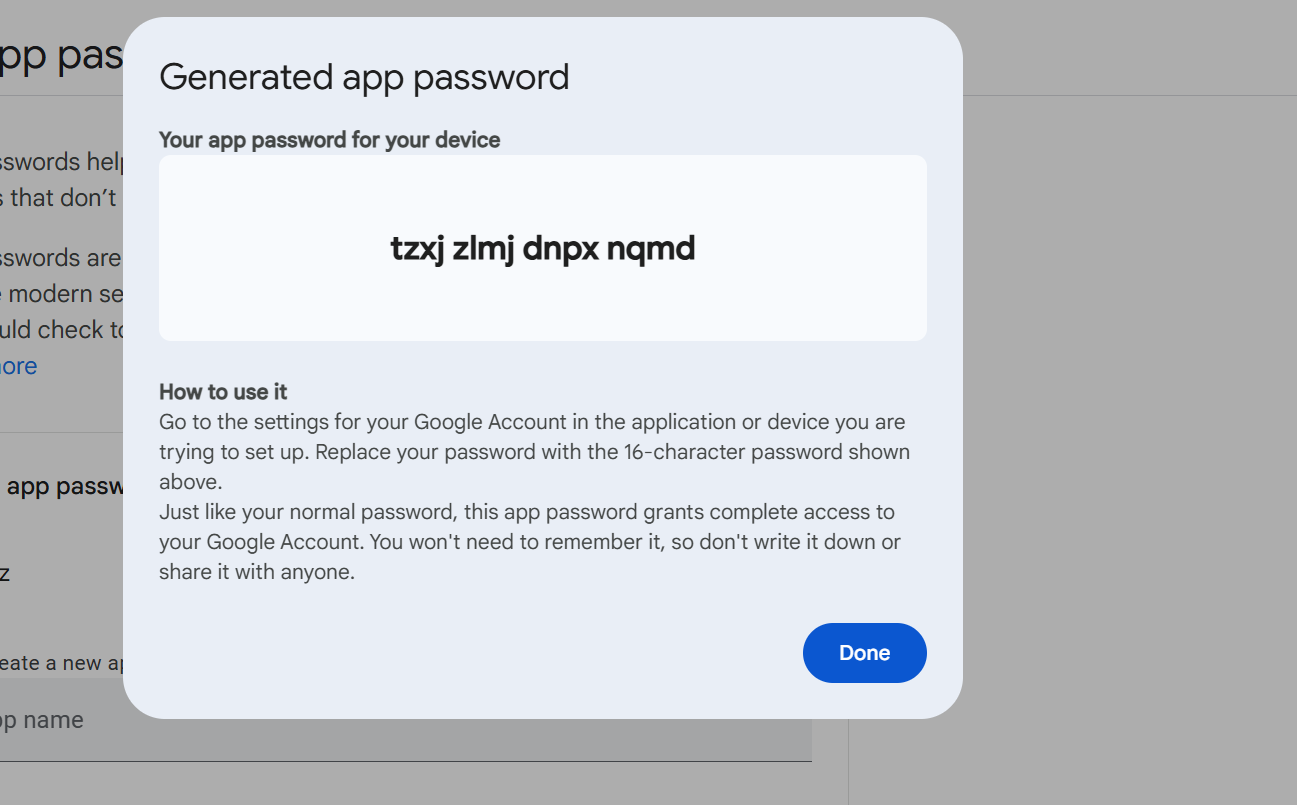 pp pas
Generated app password
Your app password for your device
sswords help
s that don't
tzxj zlmj dnpx nqmd
sswords are
e modern se
uld check to
ore
How to use it
Go to the settings for your Google Account in the application or device you are
trying to set up. Replace your password with the 16-character password shown
above.
Just like your normal password, this app password grants complete access to
your Google Account. You won't need to remember it, so don't write it down or
share it with anyone.
app passw
z
eate a new ap
Done
pp name